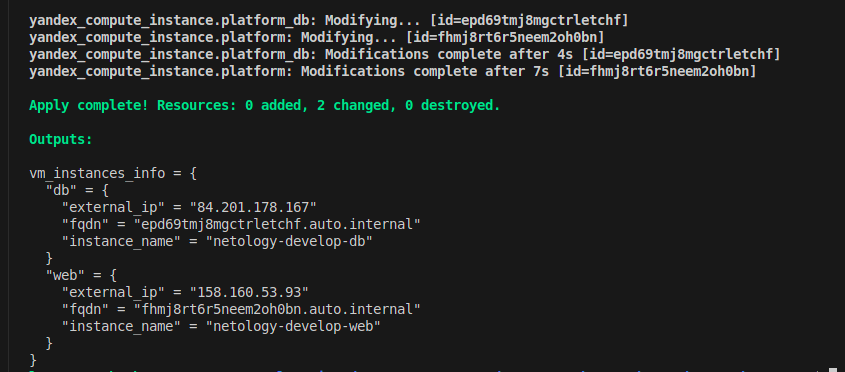 yandex_compute_instance.platform_db: Modifying... [id=epd69tmj8mgctrletchf]
yandex_compute_instance.platform: Modifying... [id=fhmj8rt6r5neem2oh0bn]
yandex_compute_instance.platform_db: Modifications complete after 4s [id=epd69tmj8mgctrletchf]
yandex_compute_instance.platform: Modifications complete after 7s [id=fhmj8rt6r5neem2oh0bn]
Apply complete! Resources: 0 added, 2 changed, 0 destroyed.
Outputs:
vm_instances_info = {
  "db" = {
    "external_ip" = "84.201.178.167"
    "fqdn" = "epd69tmj8mgctrletchf.auto.internal"
    "instance_name" = "netology-develop-db"
  }
  "web" = {
    "external_ip" = "158.160.53.93"
    "fqdn" = "fhmj8rt6r5neem2oh0bn.auto.internal"
    "instance_name" = "netology-develop-web"
  }
}